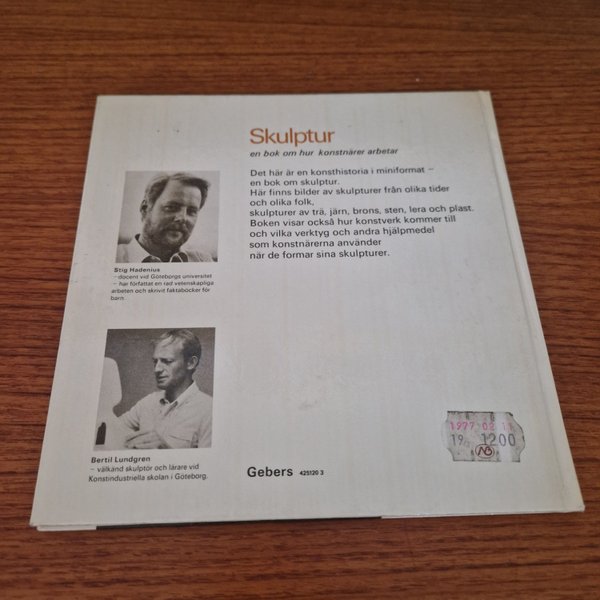 Skulptur
en bok om hur konstnärer arbetar
Det här är en konsthistoria i miniformat –
en bok om skulptur.
Här finns bilder av skulpturer från olika tider
och olika folk,
skulpturer av trä, järn, brons, sten, lera och plast.
Boken visar också hur konstverk kommer till
och vilka verktyg och andra hjälpmedel
som konstnärerna använder
när de formar sina skulpturer.
Stig Hadenius
– docent vid Göteborgs universitet
– har författat en rad vetenskapliga
arbeten och skrivit faktaböcker för
barn.
Bertil Lundgren
– välkänd skulptör och lärare vid
Konstindustriella skolan i Göteborg.
Gebers 425120 3
1977 02 11
19 1200